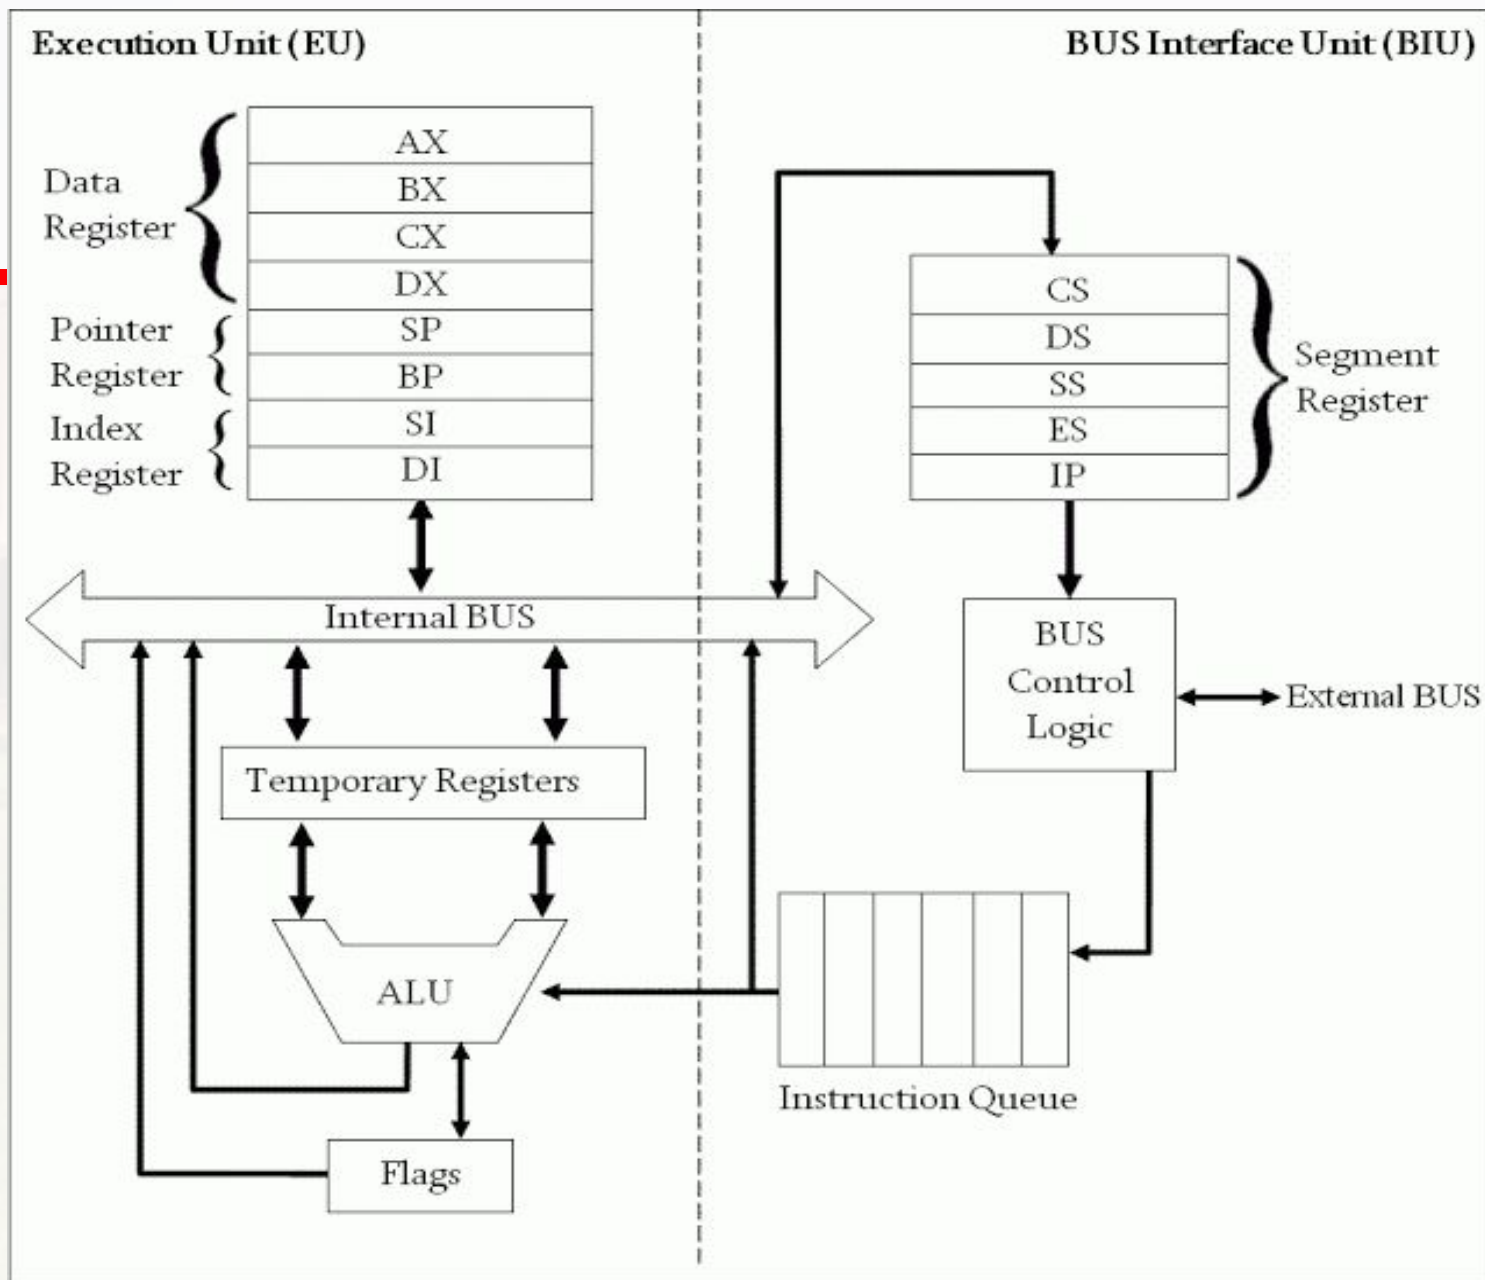 Execution Unit (EU)
BUS Interface Unit (BIU)
Data
Register
AX
BX
CX
DX
Pointer
Register
SP
BP
Index
Register
SI
DI
CS
DS
SS
ES
IP
Segment
Register
Internal BUS
BUS
Control
Logic
External BUS
Temporary Registers
ALU
Instruction Queue
Flags